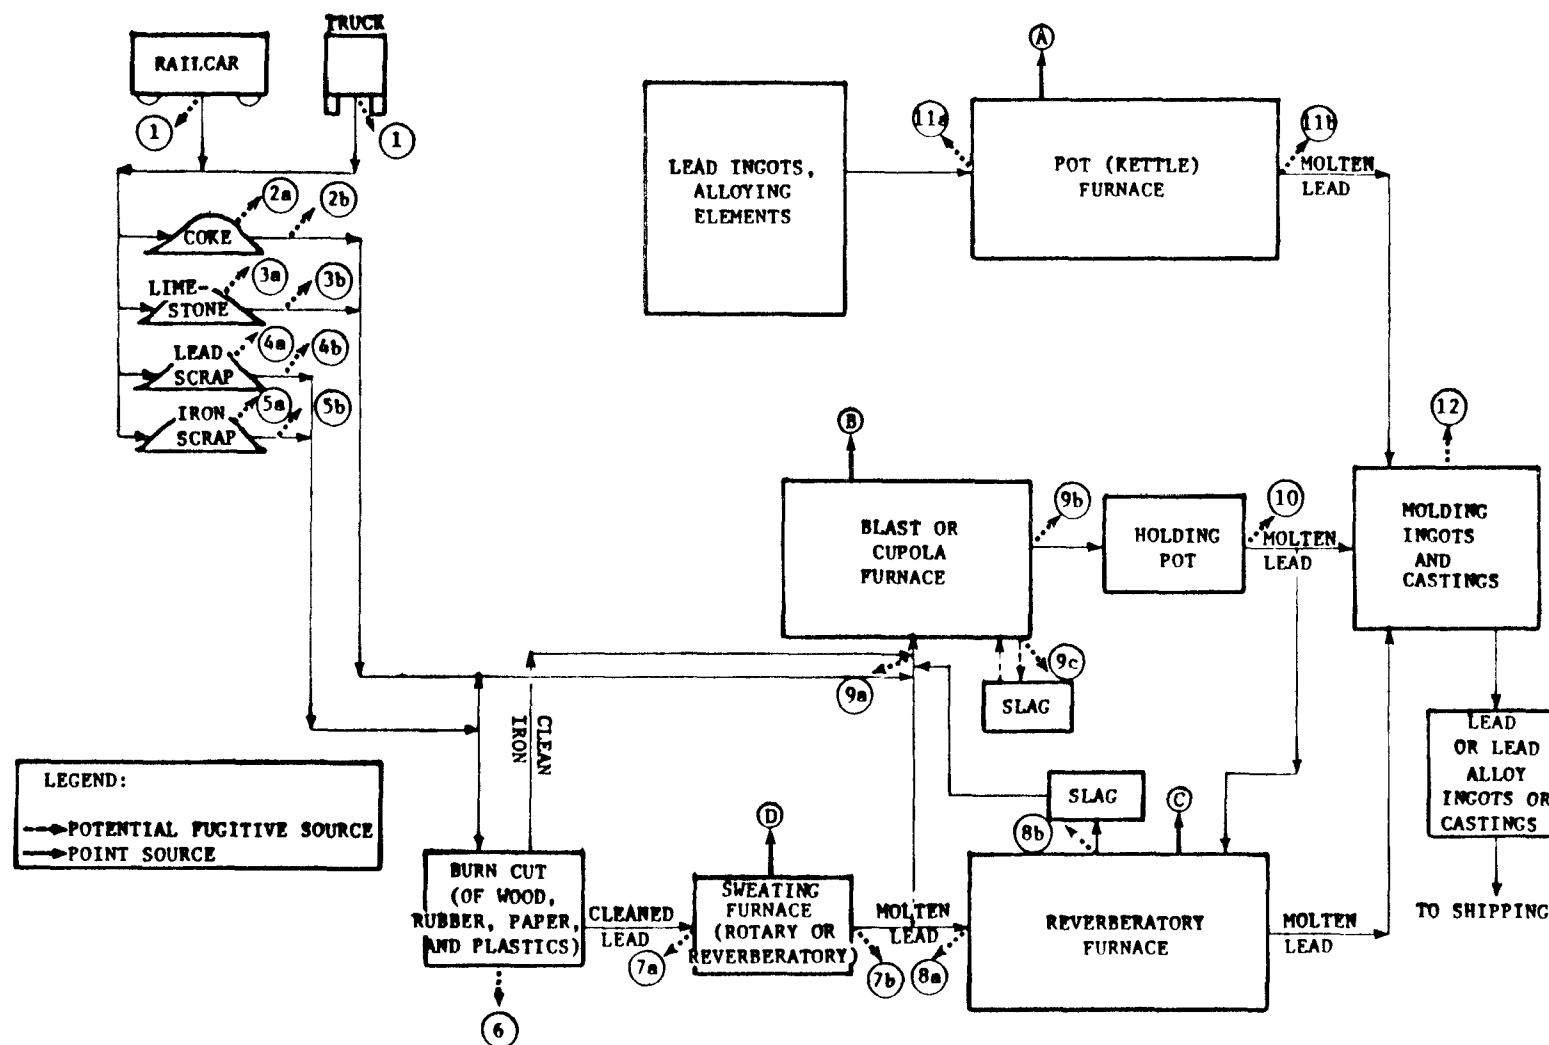 TRUCK
RAILCAR
1
1
2a
2b
COKE
3a
3b
LIME-
STONE
4a
4b
LEAD
SCRAP
5a
5b
IRON
SCRAP
A
11a
11b
LEAD INGOTS,
ALLOYING
ELEMENTS
POT (KETTLE)
FURNACE
MOLTEN
LEAD
12
B
9b
10
BLAST OR
CUPOLA
FURNACE
HOLDING
POT
MOLTEN
LEAD
MOLDING
INGOTS
AND
CASTINGS
9a
9c
SLAG
CLEAN
IRON
LEAD
OR LEAD
ALLOY
INGOTS OR
CASTINGS
TO SHIPPING
LEGEND:
POTENTIAL FUGITIVE SOURCE
POINT SOURCE
SLAG
D
8b
C
BURN CUT
(OF WOOD,
RUBBER, PAPER,
AND PLASTICS)
CLEANED
LEAD
SWEATING
FURNACE
(ROTARY OR
REVERBERATORY)
MOLTEN
LEAD
REVERBERATORY
FURNACE
MOLTEN
LEAD
7a
7b
8a
6